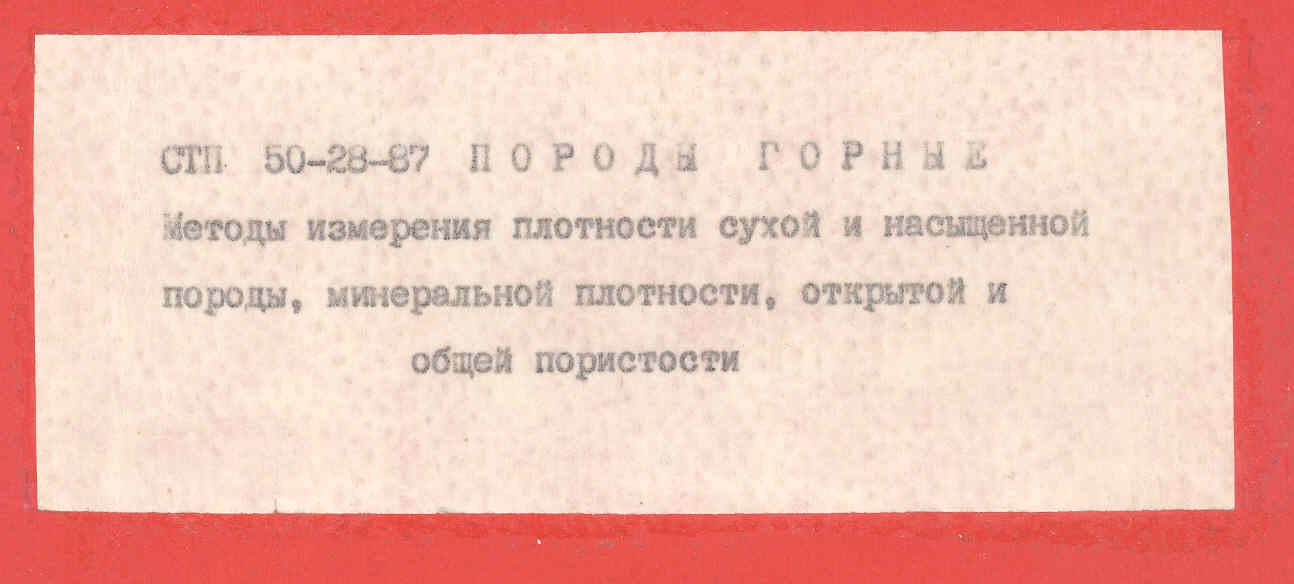 СТП 50-28-87 П О Р О Д Ы Г О Р Н Ы Е
Методы измерения плотности сухой и насыщенной
породы, минеральной плотности, открытой и
общей пористости